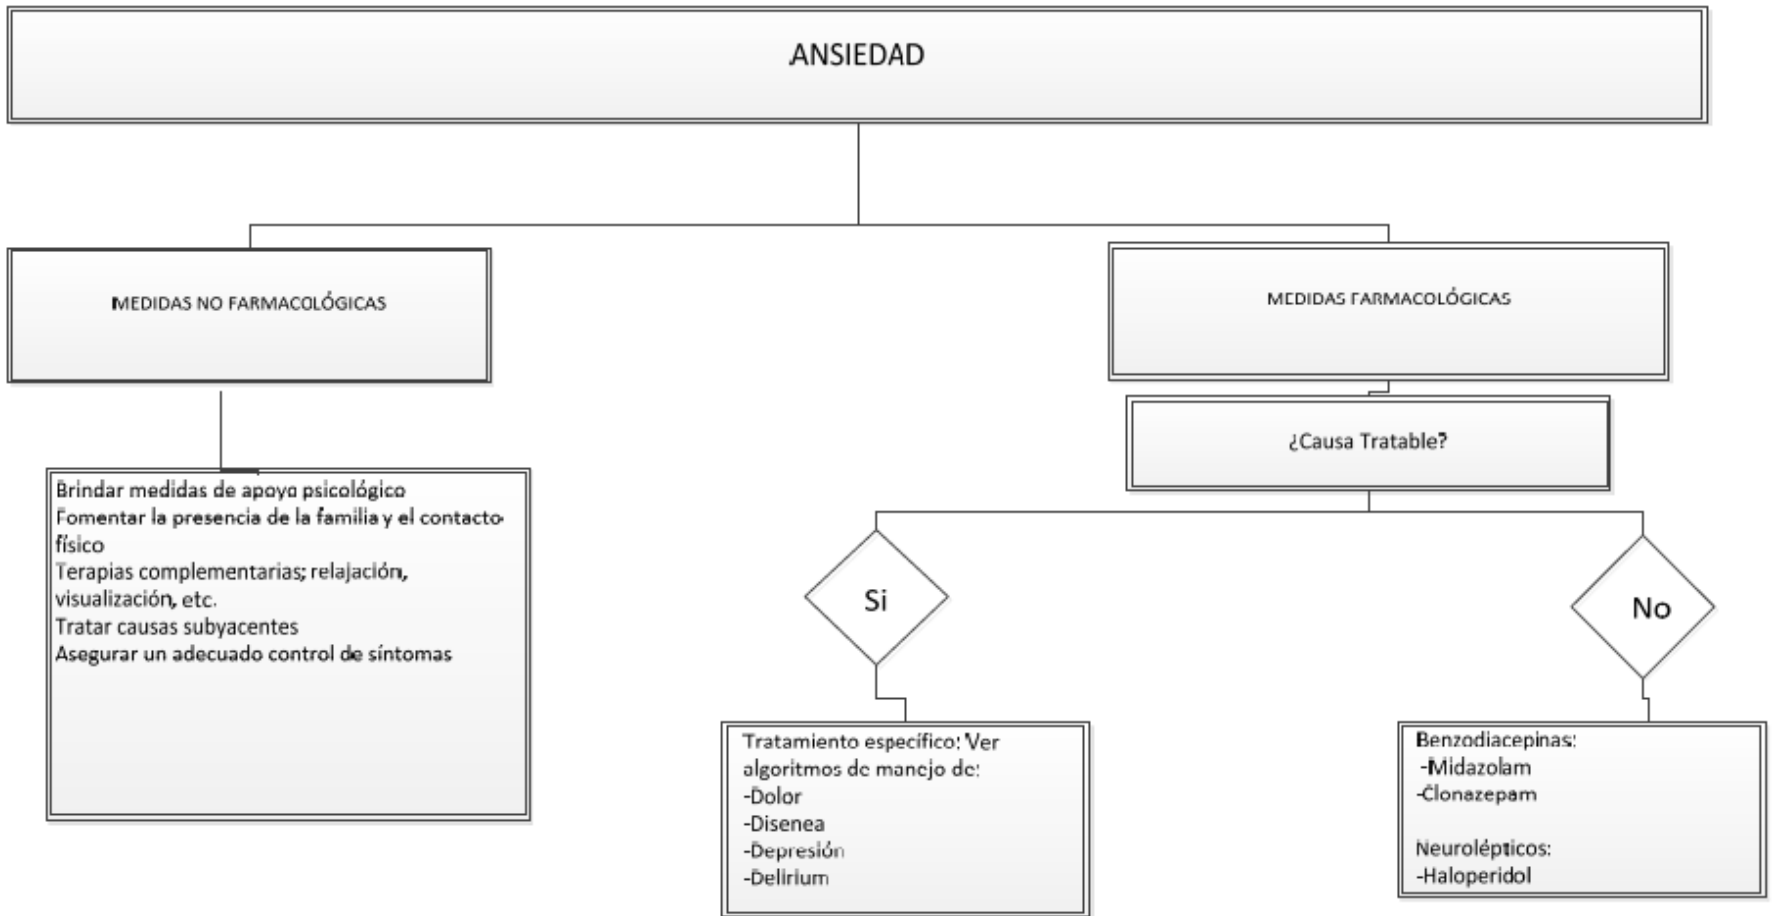 ANSIEDAD
MEDIDAS NO FARMACOLÓGICAS
MEDIDAS FARMACOLÓGICAS
¿Causa Tratable?
Brindar medidas de apoyo psicológico
Fomentar la presencia de la familia y el contacto
físico
Terapias complementarias; relajación,
visualización, etc.
Tratar causas subyacentes
Asegurar un adecuado control de síntomas
Si
No
Tratamiento específico: Ver
algoritmos de manejo de:
-Dolor
-Disenea
-Depresión
-Delirium
Benzodiacepinas:
-Midazolam
-Clonazepam
Neurolépticos:
-Haloperidol